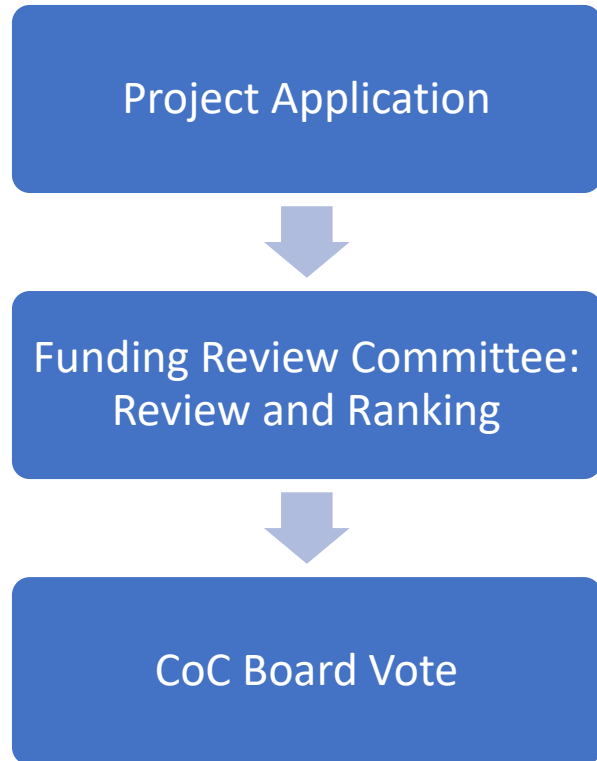 Project Application
Funding Review Committee:
Review and Ranking
CoC Board Vote